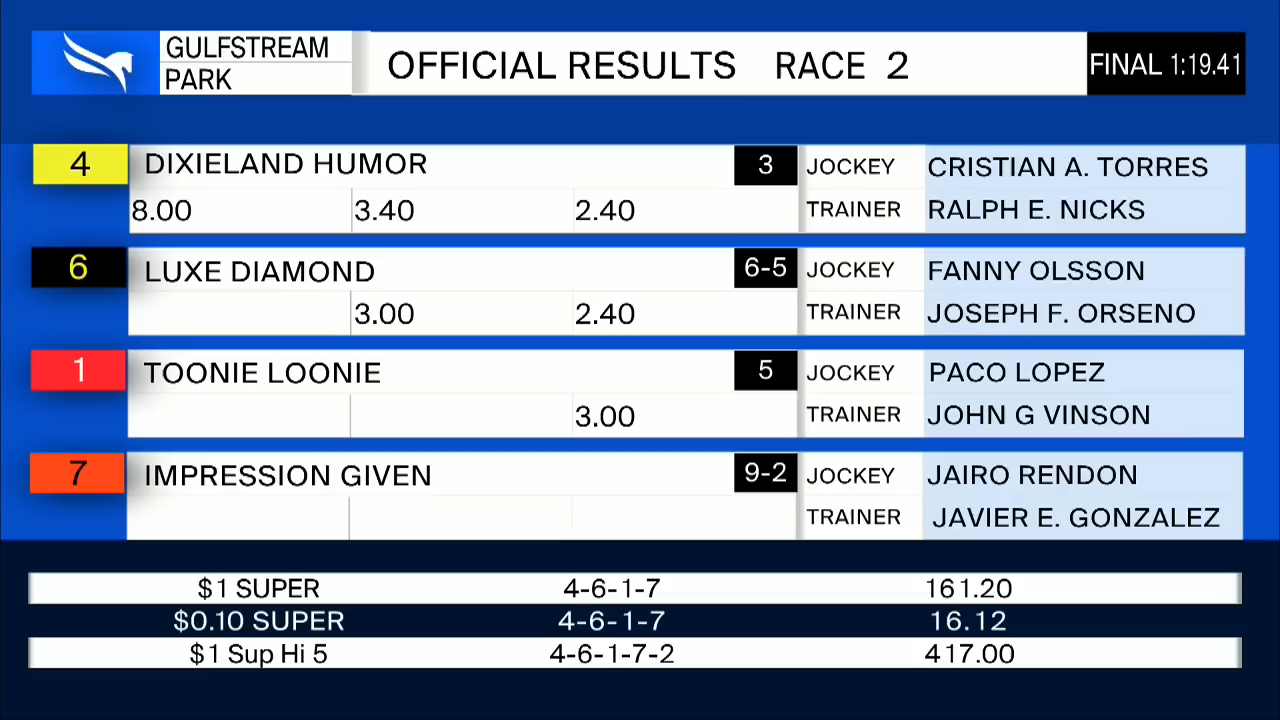 GULFSTREAM
PARK
OFFICIAL RESULTS RACE 2
FINAL 1:19.41
4 DIXIELAND HUMOR 3 JOCKEY CRISTIAN A. TORRES
8.00 3.40 2.40 TRAINER RALPH E. NICKS
6 LUXE DIAMOND 6-5 JOCKEY FANNY OLSSON
3.00 2.40 TRAINER JOSEPH F. ORSENO
1 TOONIE LOONIE 5 JOCKEY PACO LOPEZ
3.00 TRAINER JOHN G VINSON
7 IMPRESSION GIVEN 9-2 JOCKEY JAIRO RENDON
TRAINER JAVIER E. GONZALEZ
$1 SUPER 4-6-1-7 161.20
$0.10 SUPER 4-6-1-7 16.12
$1 Sup Hi 5 4-6-1-7-2 417.00